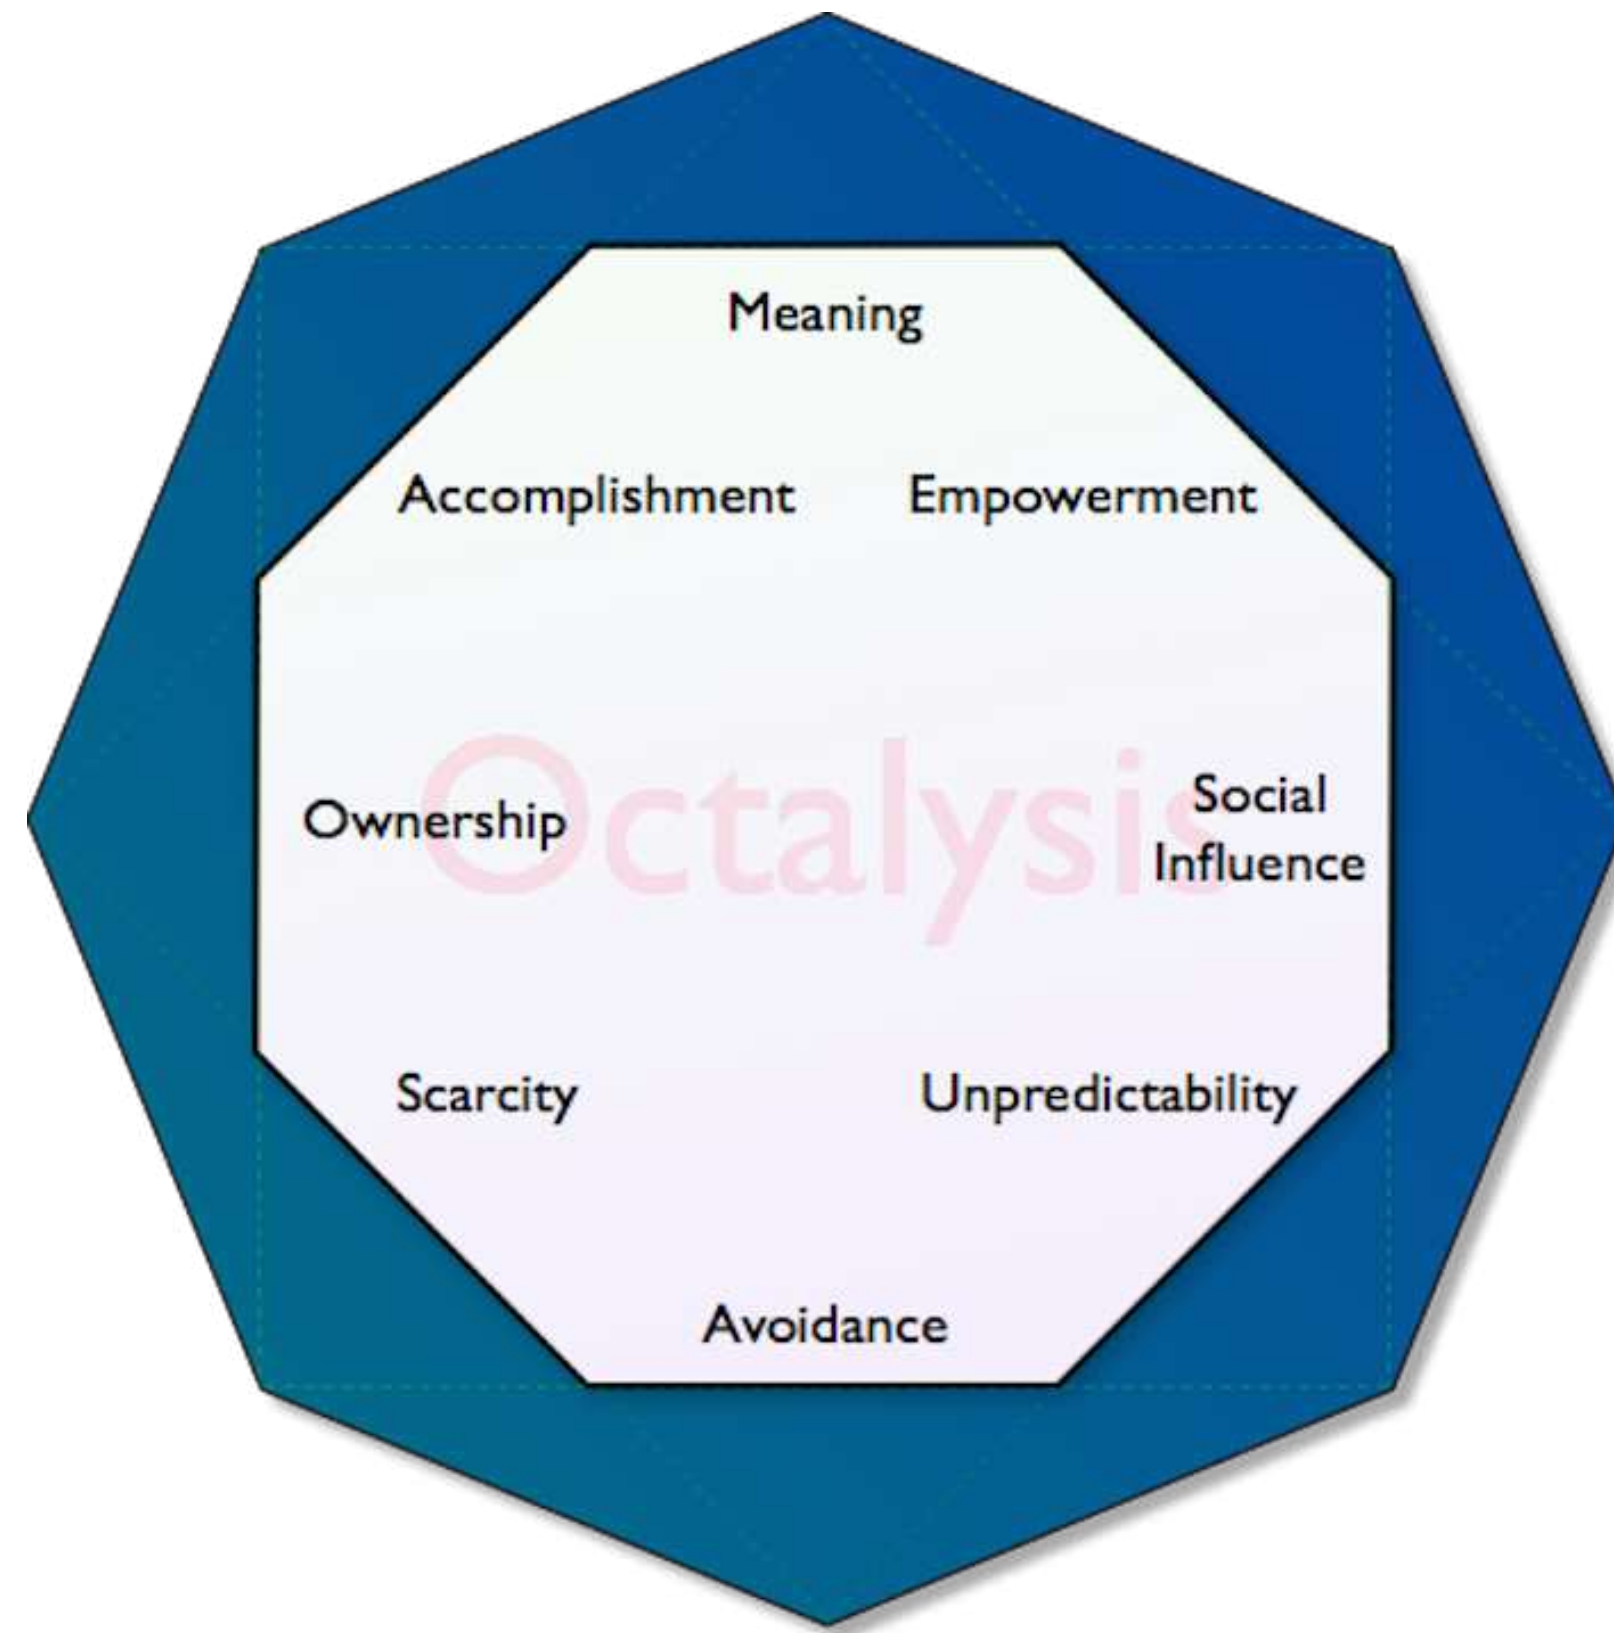 Meaning
Accomplishment
Empowerment
Octalysis
Ownership
Social
Influence
Scarcity
Unpredictability
Avoidance